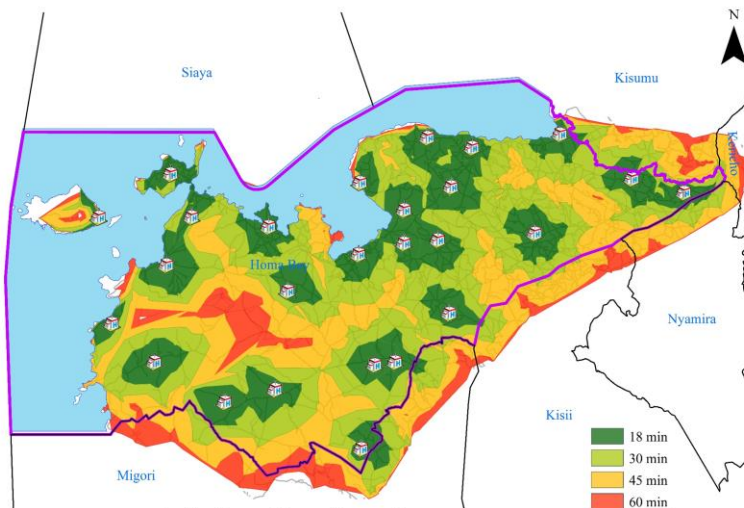 N
Siaya
Kisumu
Kericho
Homa Bay
Nyamira
Kisii
Migori
18 min
30 min
45 min
60 min